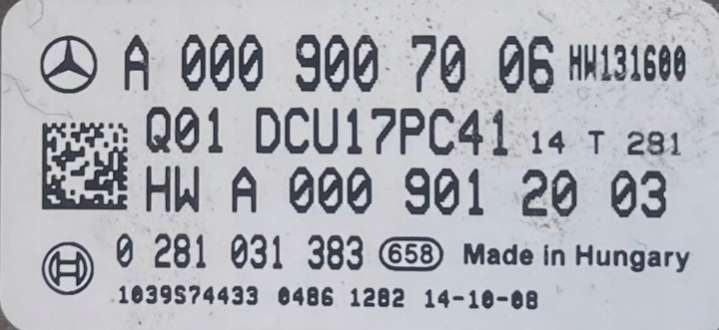 A 000 900 70 06 HW131600
Q01 DCU17PC41 14 T 281
HW A 000 901 20 03
0 281 031 383 658 Made in Hungary
1039S74433 0486 1282 14-10-08